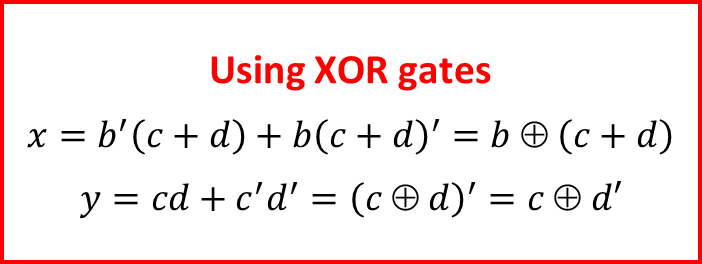 Using XOR gates
x = b′(c + d) + b(c + d)′ = b ⊕ (c + d)
y = cd + c′d′ = (c ⊕ d)′ = c ⊕ d′